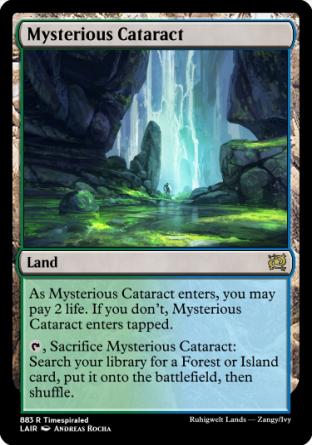 Mysterious Cataract
Land
As Mysterious Cataract enters, you may
pay 2 life. If you don't, Mysterious
Cataract enters tapped.
, Sacrifice Mysterious Cataract:
Search your library for a Forest or Island
card, put it onto the battlefield, then
shuffle.
883 R Timespiraled
Ruhigwelt Lands — Zangy/Ivy
LAIR Andreas Rocha